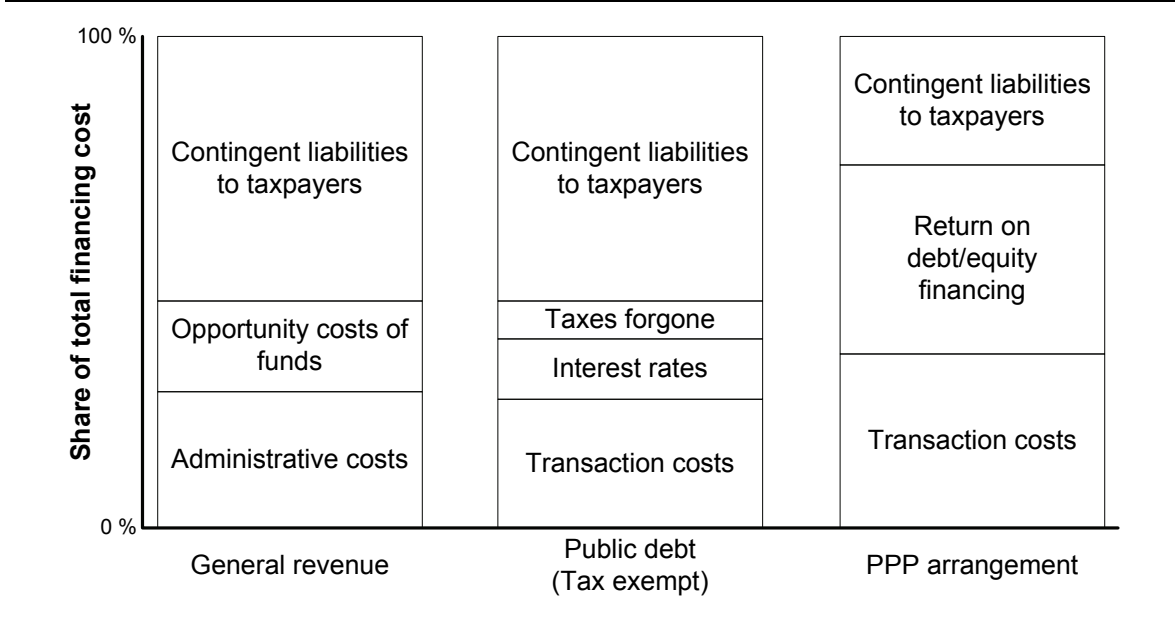 100 %
Share of total financing cost
0 %
Contingent liabilities
to taxpayers
Opportunity costs of
funds
Administrative costs
General revenue
Contingent liabilities
to taxpayers
Taxes forgone
Interest rates
Transaction costs
Public debt
(Tax exempt)
Contingent liabilities
to taxpayers
Return on
debt/equity
financing
Transaction costs
PPP arrangement